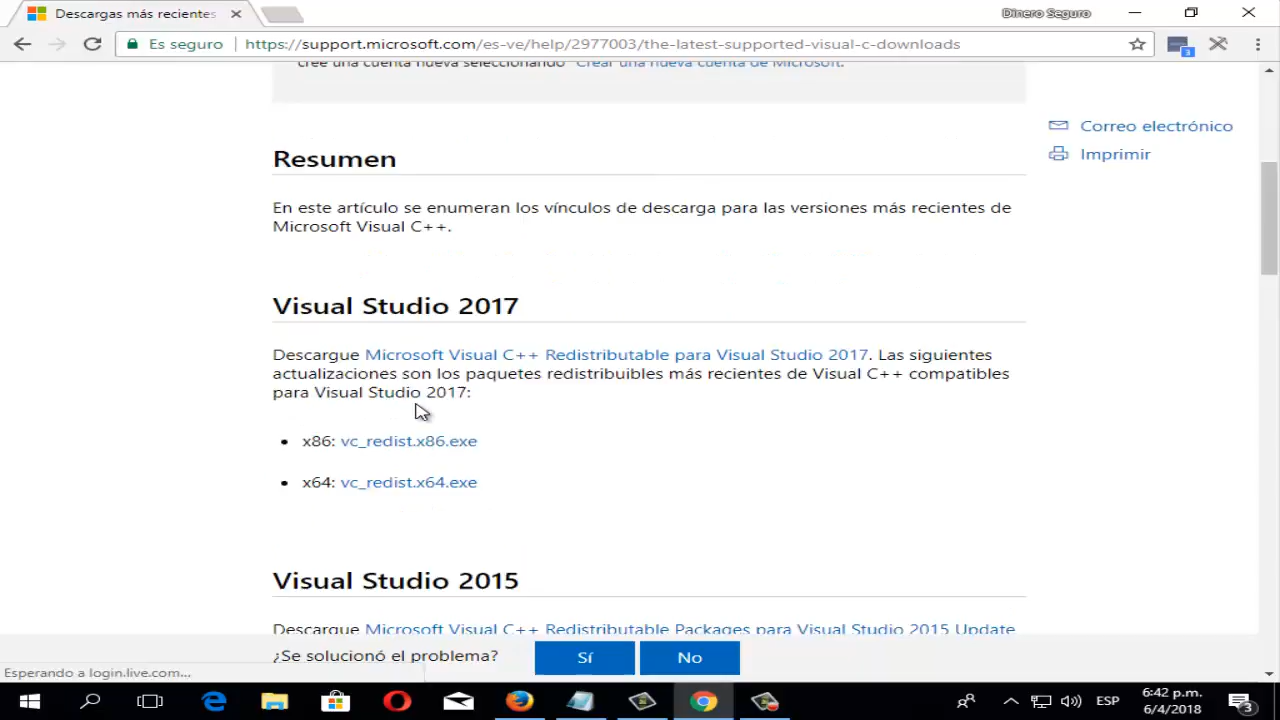 Descargas más recientes
Dinero Seguro
Es seguro
https://support.microsoft.com/es-ve/help/2977003/the-latest-supported-visual-c-downloads
3
cree una cuenta nueva seleccionando "Crear una nueva cuenta de Microsoft.
Correo electrónico
Imprimir
Resumen
En este artículo se enumeran los vínculos de descarga para las versiones más recientes de
Microsoft Visual C++.
Visual Studio 2017
Descargue Microsoft Visual C++ Redistributable para Visual Studio 2017. Las siguientes
actualizaciones son los paquetes redistribuibles más recientes de Visual C++ compatibles
para Visual Studio 2017:
x86: vc_redist.x86.exe
x64: vc_redist.x64.exe
Visual Studio 2015
Descargue Microsoft Visual C++ Redistributable Packages para Visual Studio 2015 Update
¿Se solucionó el problema?
Sí
No
Esperando a login.live.com...
ESP
6:42 p.m.
6/4/2018
3